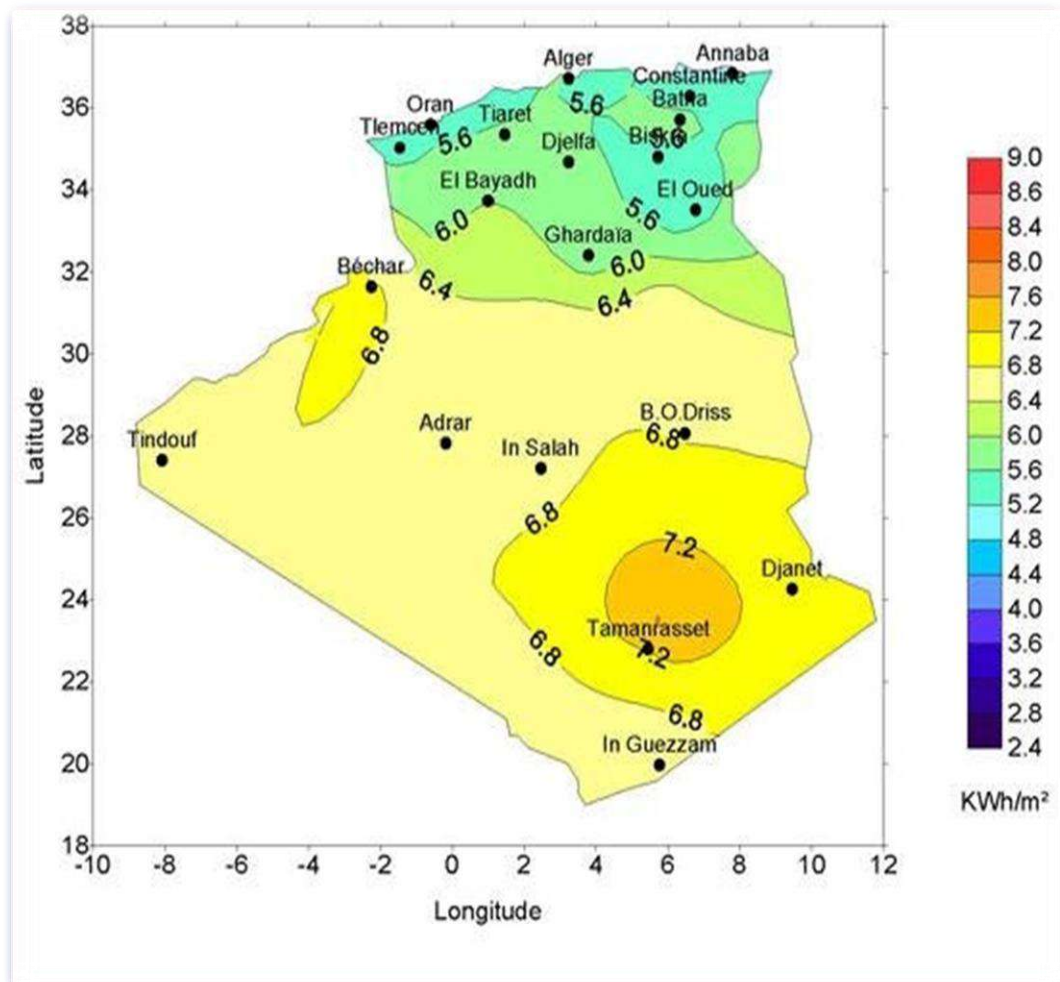 38
36
34
32
30
28
26
24
22
20
18
Latitude
-10 -8 -6 -4 -2 0 2 4 6 8 10 12
Longitude
Annaba
Alger
Constantine
Batna
Oran
5.6
Tiaret
Tlemcen
5.6
Djelfa
Biskra
5.6
El Bayadh
El Oued
5.6
6.0
Ghardaïa
6.0
Béchar
6.4
6.4
6.8
B.O.Driss
6.8
Adrar
Tindouf
In Salah
6.8
7.2
Djanet
Tamanrasset
7.2
6.8
6.8
In Guezzam
9.0
8.6
8.4
8.0
7.6
7.2
6.8
6.4
6.0
5.6
5.2
4.8
4.4
4.0
3.6
3.2
2.8
2.4
KWh/m²